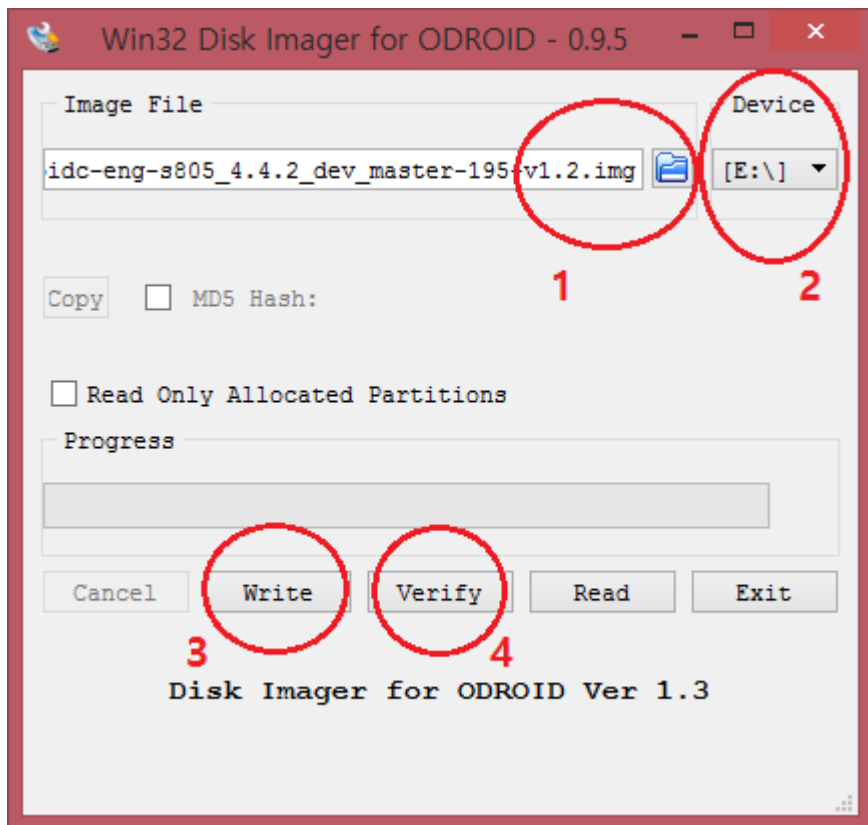 Win32 Disk Imager for ODROID - 0.9.5
Image File
Device
idc-eng-s805_4.4.2_dev_master-195-v1.2.img
[E:\]
1
2
Copy
MD5 Hash:
Read Only Allocated Partitions
Progress
Cancel
Write
Verify
Read
Exit
3
4
Disk Imager for ODROID Ver 1.3